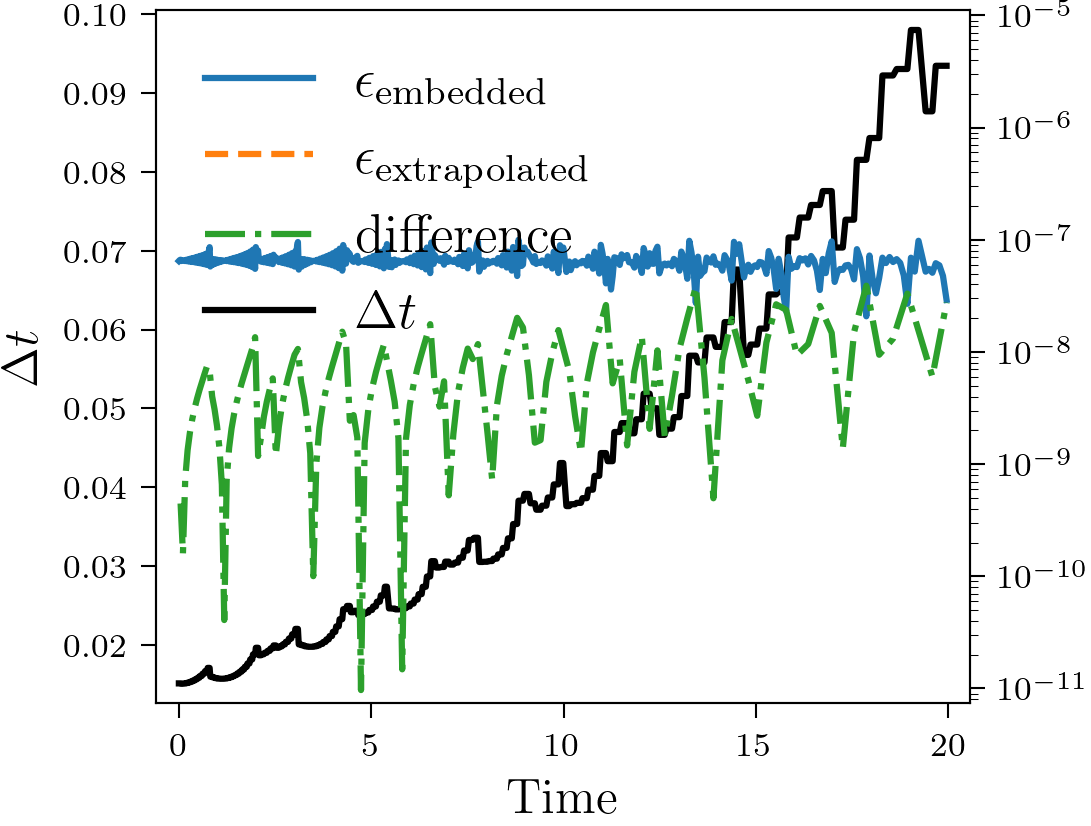 0.10
0.09
0.08
0.07
0.06
0.05
0.04
0.03
0.02
Δt
ϵembedded
ϵextrapolated
difference
Δt
10⁻⁵
10⁻⁶
10⁻⁷
10⁻⁸
10⁻⁹
10⁻¹⁰
10⁻¹¹
0 5 10 15 20
Time